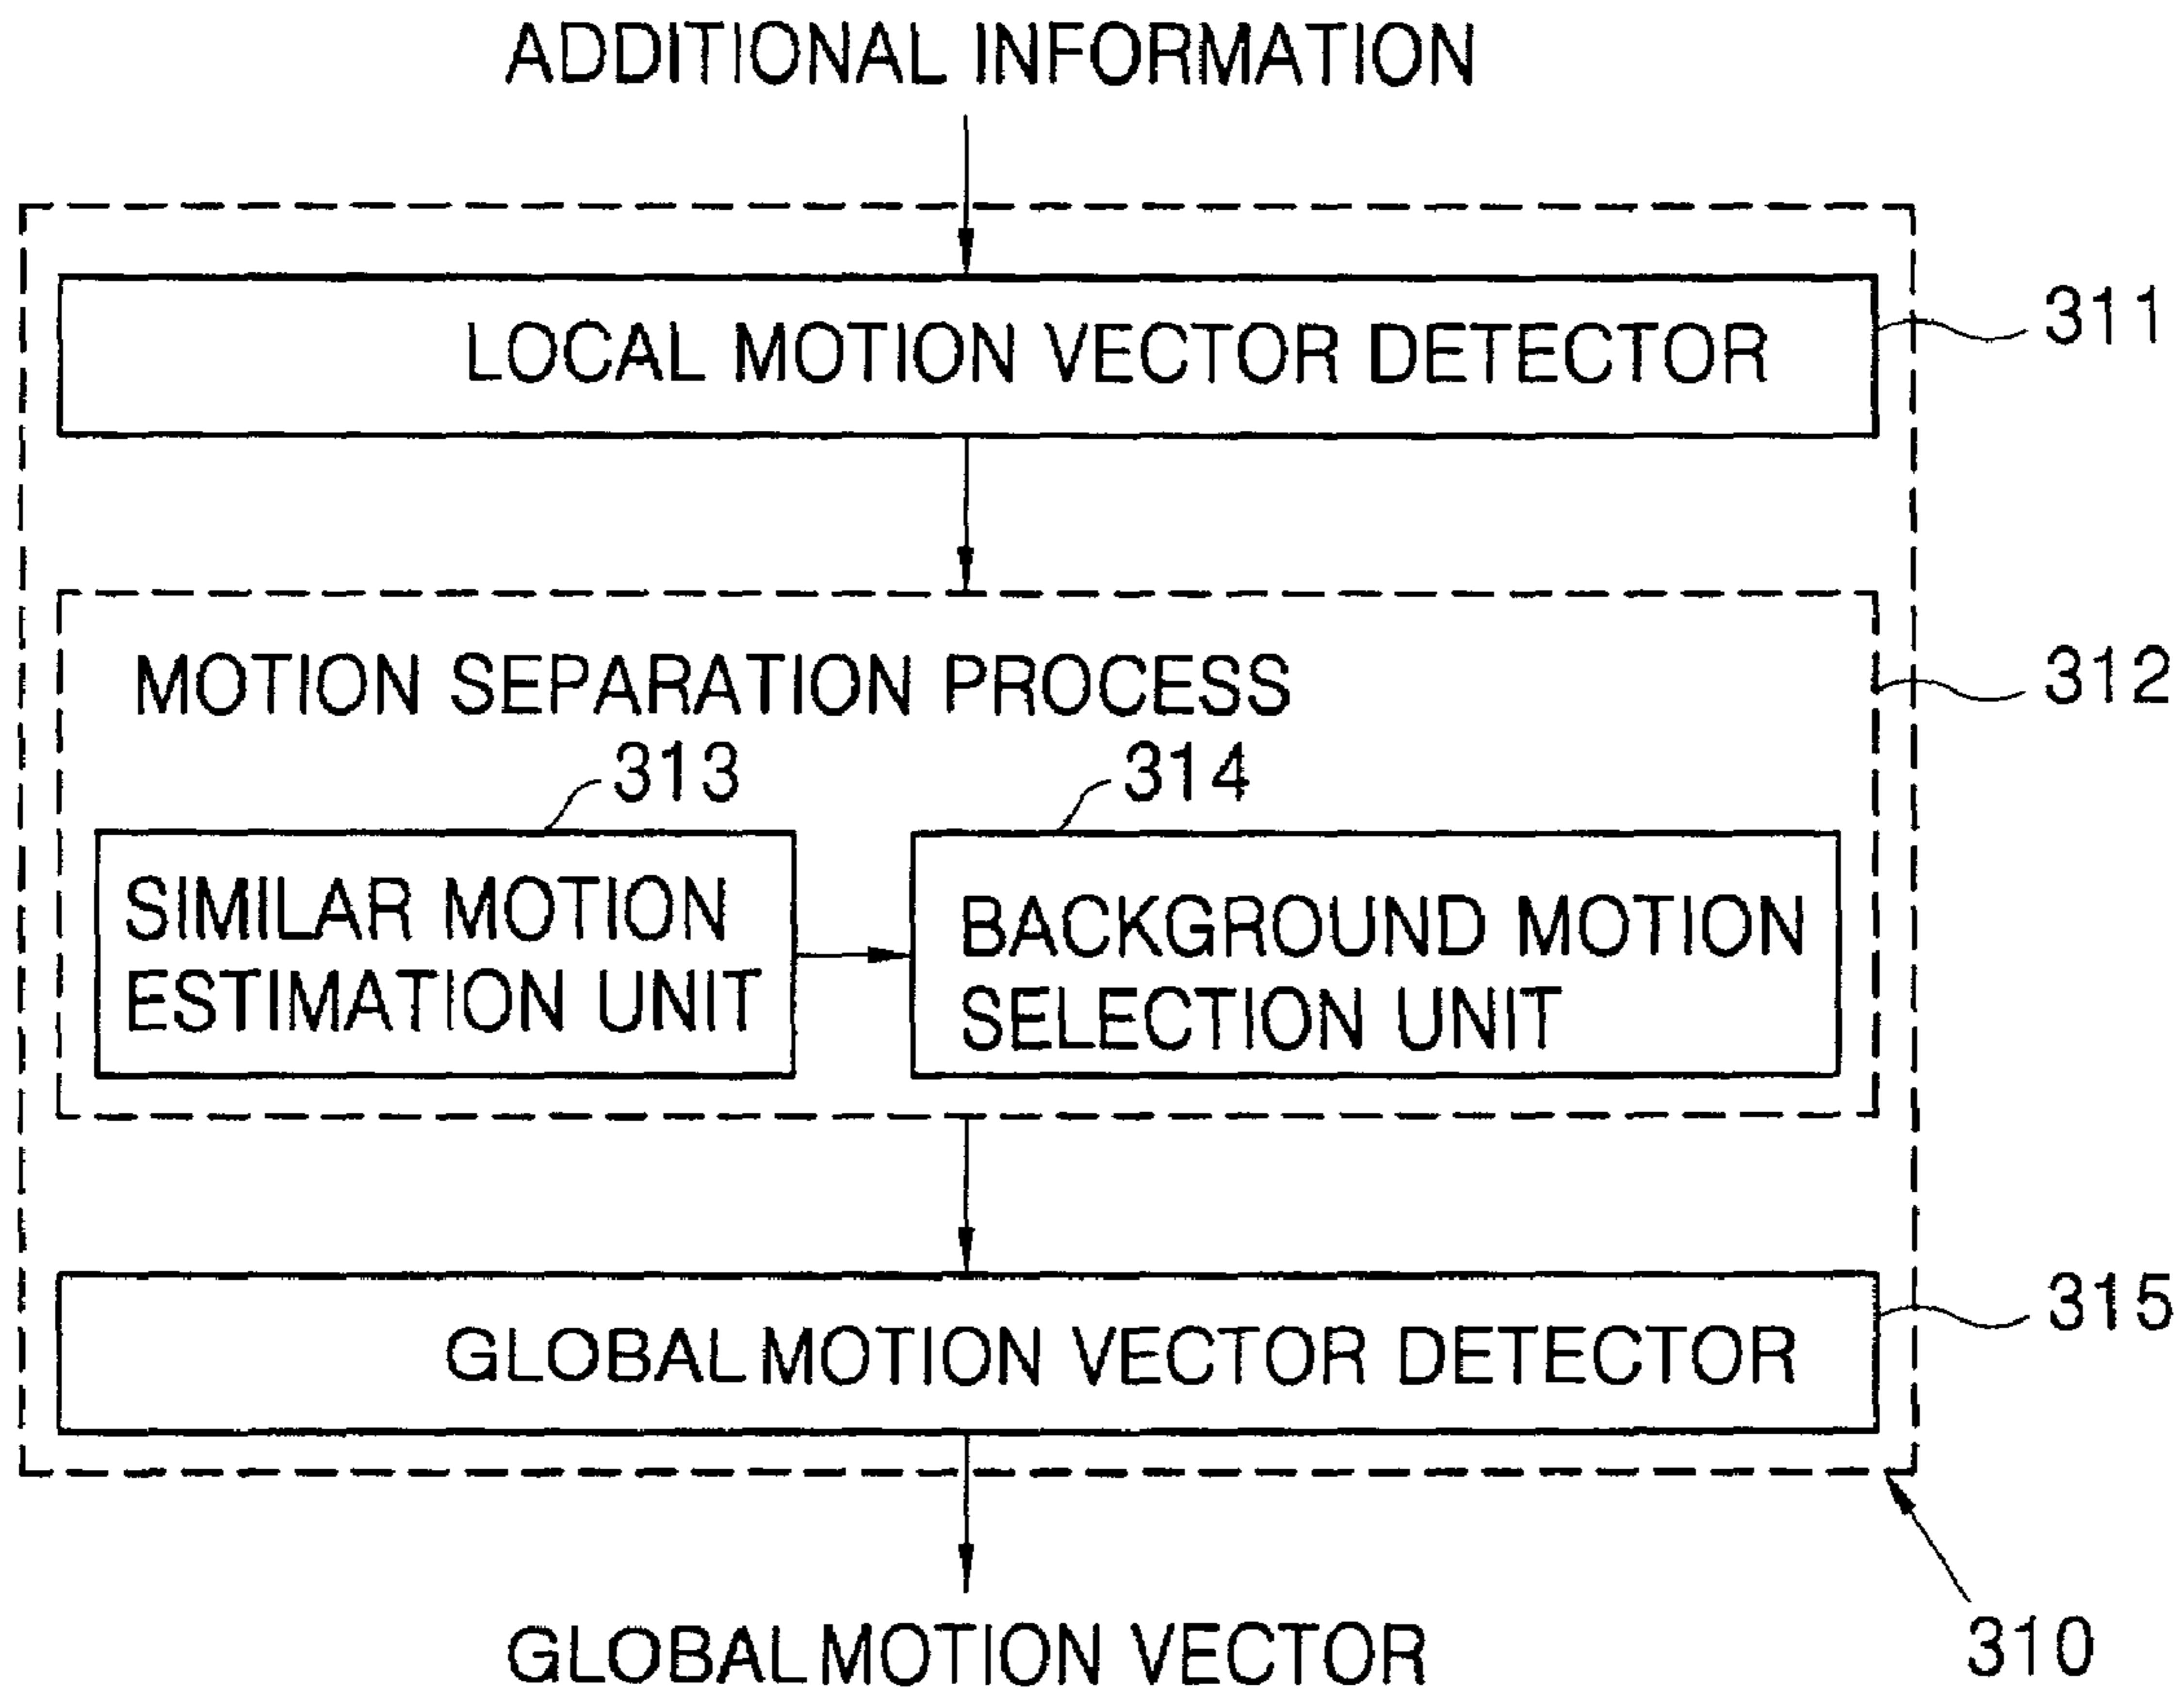 ADDITIONAL INFORMATION
LOCAL MOTION VECTOR DETECTOR
311
MOTION SEPARATION PROCESS
312
313
314
SIMILAR MOTION
ESTIMATION UNIT
BACKGROUND MOTION
SELECTION UNIT
315
GLOBAL MOTION VECTOR DETECTOR
GLOBAL MOTION VECTOR
310